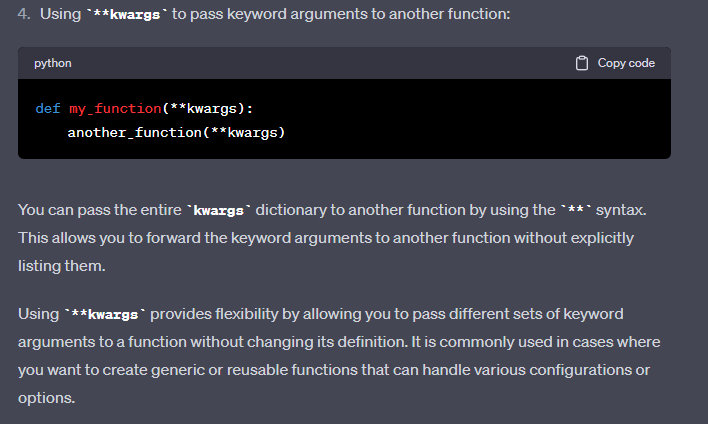 4. Using `**kwargs` to pass keyword arguments to another function:
python Copy code
def my_function(**kwargs):
    another_function(**kwargs)
You can pass the entire `kwargs` dictionary to another function by using the `**` syntax.
This allows you to forward the keyword arguments to another function without explicitly
listing them.
Using `**kwargs` provides flexibility by allowing you to pass different sets of keyword
arguments to a function without changing its definition. It is commonly used in cases where
you want to create generic or reusable functions that can handle various configurations or
options.